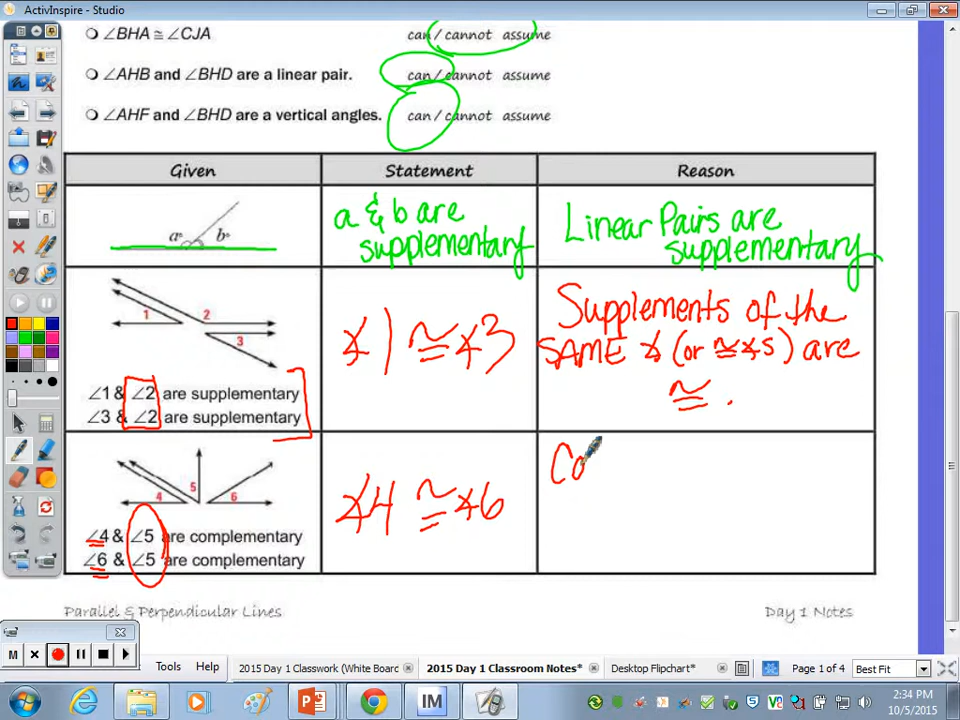 ActivInspire - Studio
∠BHA ≅ ∠CJA can / cannot assume
∠AHB and ∠BHD are a linear pair. can / cannot assume
∠AHF and ∠BHD are a vertical angles. can / cannot assume
Given Statement Reason
a° b°
a & b are
supplementary
Linear Pairs are
supplementary
1 2
3
∠1 & ∠2 are supplementary
∠3 & ∠2 are supplementary
∡1 ≅ ∡3
Supplements of the
SAME ∡ (or ≅ ∡s) are
≅ .
5
4 6
∠4 & ∠5 are complementary
∠6 & ∠5 are complementary
∡4 ≅ ∡6
Co
Parallel & Perpendicular Lines Day 1 Notes
M
Tools Help 2015 Day 1 Classwork (White Board 2015 Day 1 Classroom Notes* Desktop Flipchart* Page 1 of 4 Best Fit
IM
V2
2:34 PM
10/5/2015